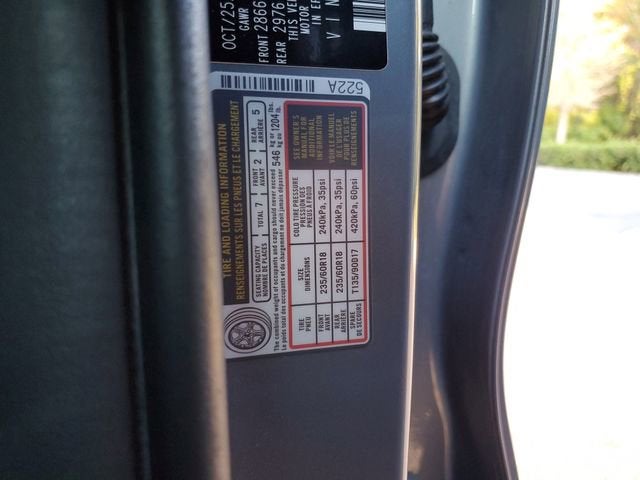 OCT/25
GAWR
FRONT 2866
REAR 2976
THIS VE
MOTOR
IN EF
V I N
522A
TIRE AND LOADING INFORMATION
RENSEIGNEMENTS SUR LES PNEUS ET LE CHARGEMENT
SEATING CAPACITY
NOMBRE DE PLACES
TOTAL 7
FRONT
AVANT
2
REAR
ARRIÈRE
5
The combined weight of occupants and cargo should never exceed
Le poids total des occupants et du chargement ne doit jamais dépasser
546 kg or
kg ou
1204 lbs.
lb.
TIRE
PNEU
SIZE
DIMENSIONS
COLD TIRE PRESSURE
PRESSION DES
PNEUS À FROID
FRONT
AVANT
235/60R18
240kPa, 35psi
REAR
ARRIÈRE
235/60R18
240kPa, 35psi
SPARE
DE SECOURS
T135/90D17
420kPa, 60psi
SEE OWNER'S
MANUAL FOR
ADDITIONAL
INFORMATION
VOIR LE MANUEL
DE L'USAGER
POUR PLUS DE
RENSEIGNEMENTS